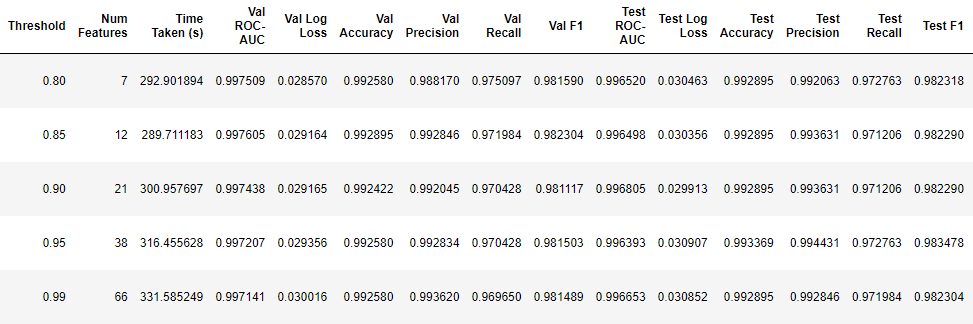 Threshold Num Features Time Taken (s) Val ROC-AUC Val Log Loss Val Accuracy Val Precision Val Recall Val F1 Test ROC-AUC Test Log Loss Test Accuracy Test Precision Test Recall Test F1
0.80 7 292.901894 0.997509 0.028570 0.992580 0.988170 0.975097 0.981590 0.996520 0.030463 0.992895 0.992063 0.972763 0.982318
0.85 12 289.711183 0.997605 0.029164 0.992895 0.992846 0.971984 0.982304 0.996498 0.030356 0.992895 0.993631 0.971206 0.982290
0.90 21 300.957697 0.997438 0.029165 0.992422 0.992045 0.970428 0.981117 0.996805 0.029913 0.992895 0.993631 0.971206 0.982290
0.95 38 316.455628 0.997207 0.029356 0.992580 0.992834 0.970428 0.981503 0.996393 0.030907 0.993369 0.994431 0.972763 0.983478
0.99 66 331.585249 0.997141 0.030016 0.992580 0.993620 0.969650 0.981489 0.996653 0.030852 0.992895 0.992846 0.971984 0.982304